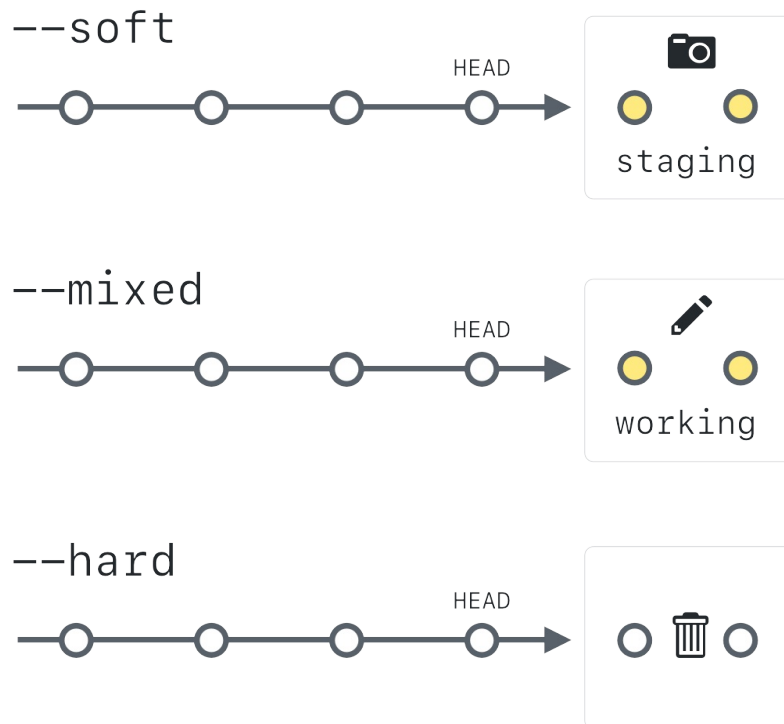 --soft
HEAD
staging
--mixed
HEAD
working
--hard
HEAD